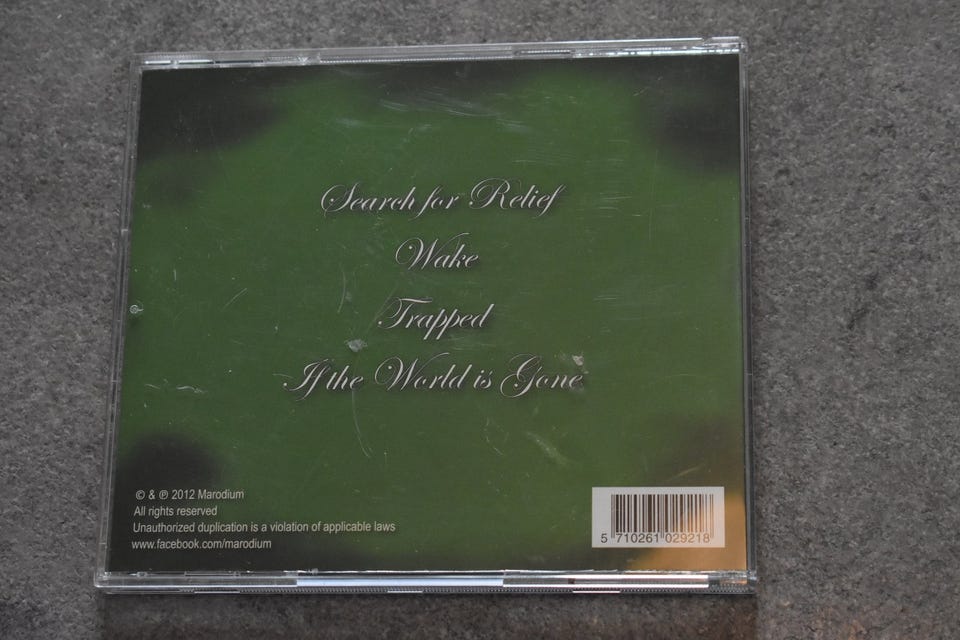 Search for Relief
Wake
Trapped
If the World is Gone
© & ℗ 2012 Marodium
All rights reserved
Unauthorized duplication is a violation of applicable laws
www.facebook.com/marodium
5 710261 029218